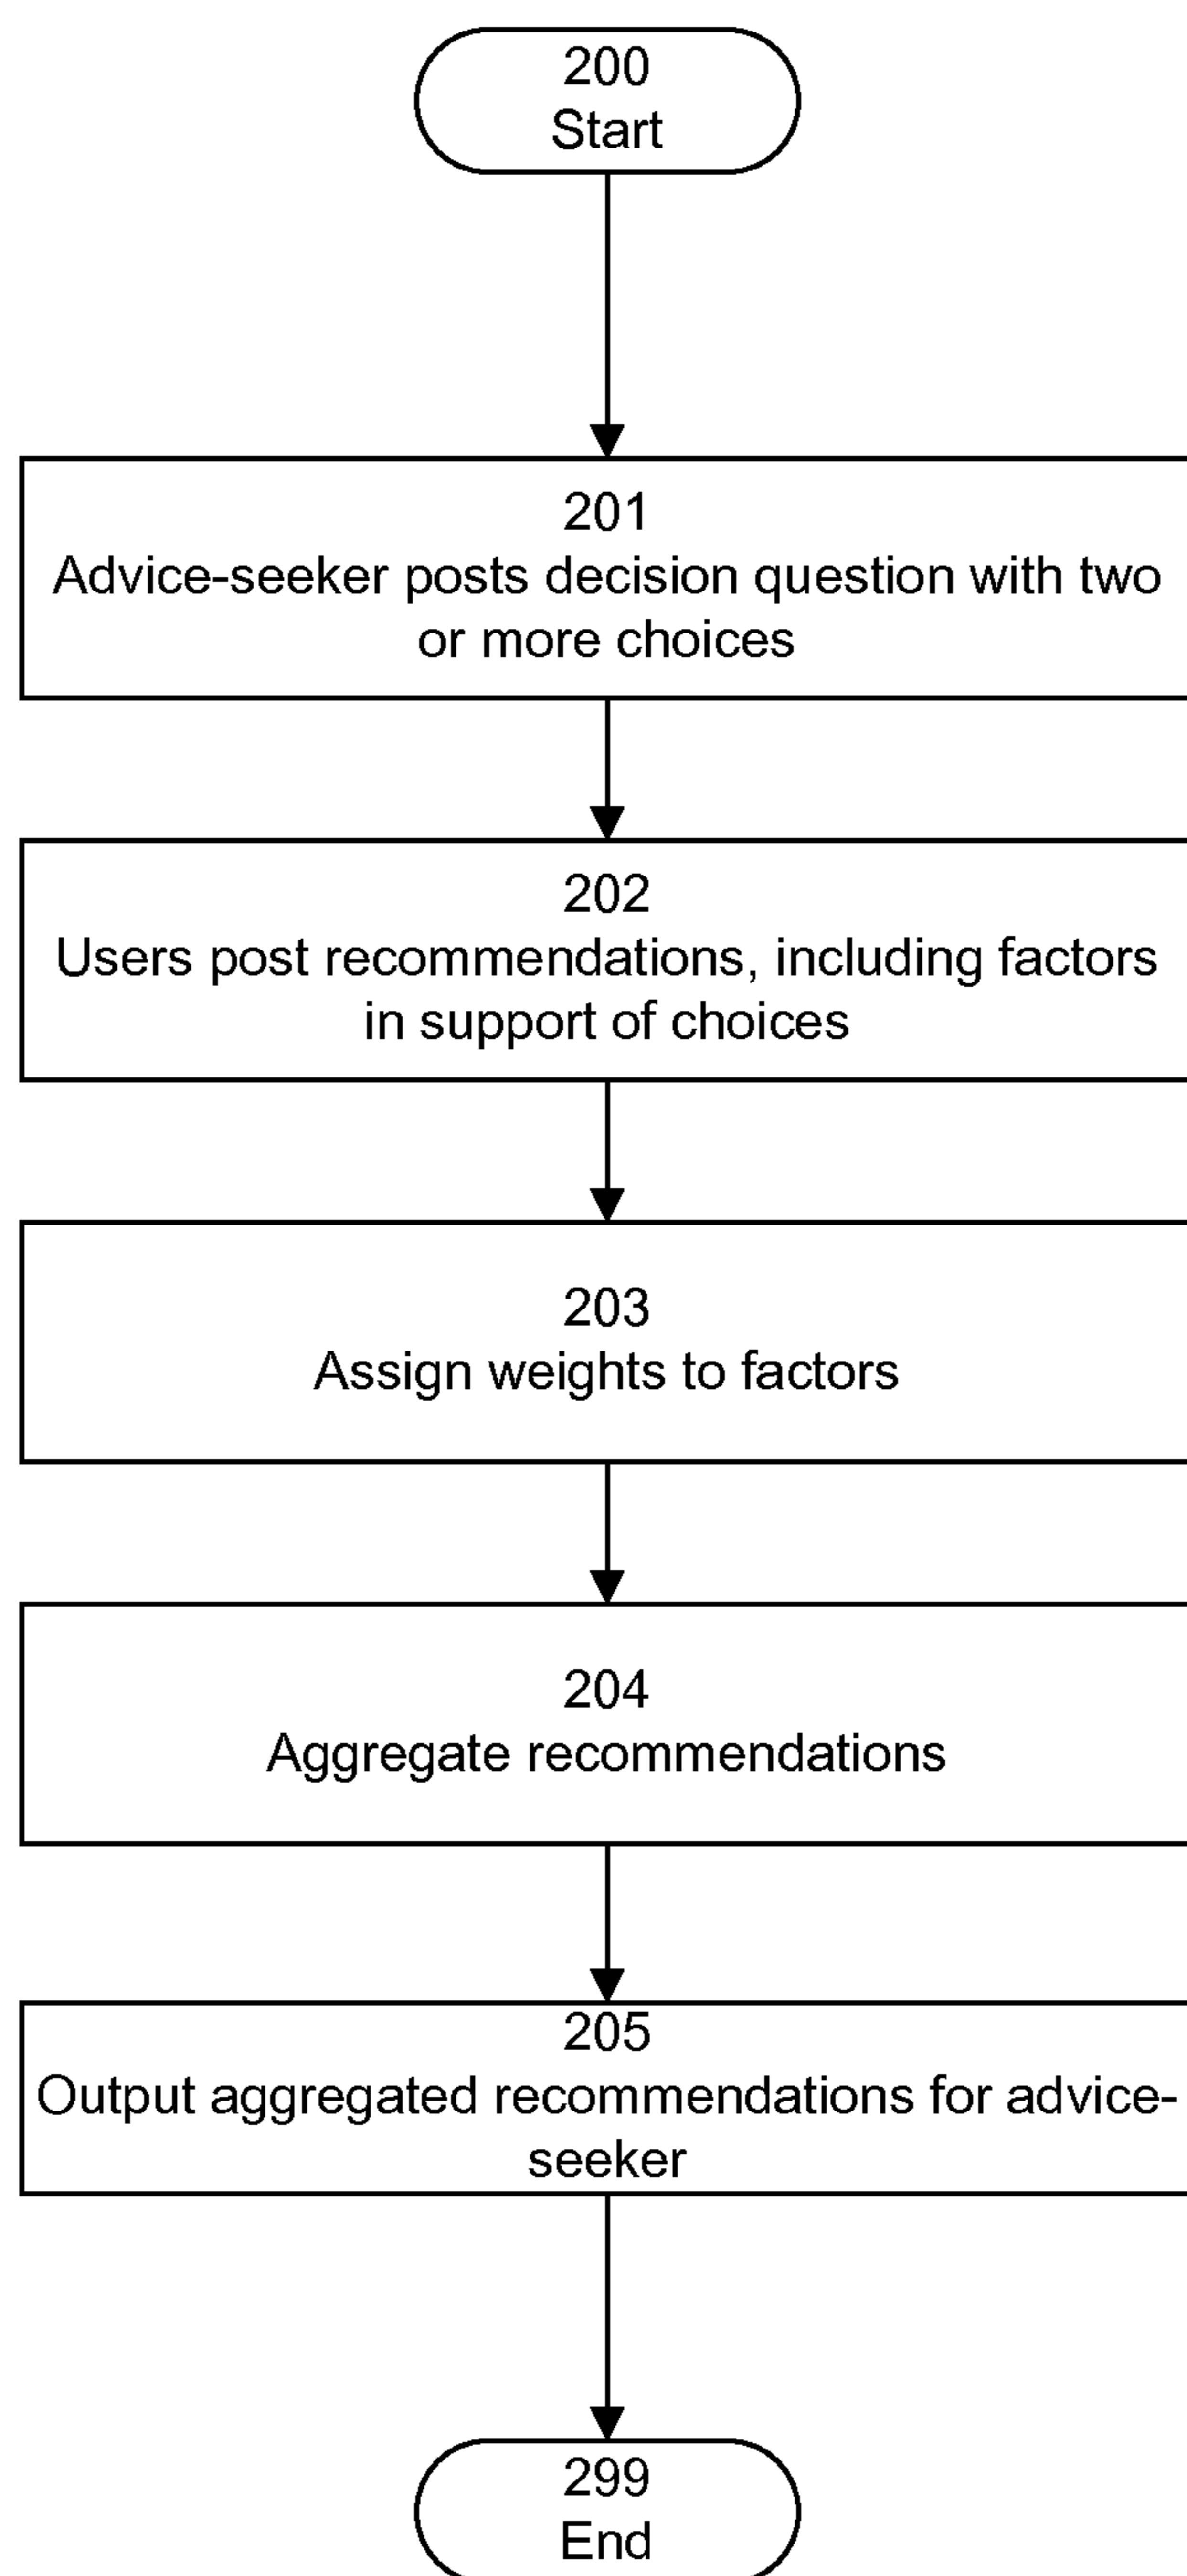 200
Start
201
Advice-seeker posts decision question with two
or more choices
202
Users post recommendations, including factors
in support of choices
203
Assign weights to factors
204
Aggregate recommendations
205
Output aggregated recommendations for advice-
seeker
299
End